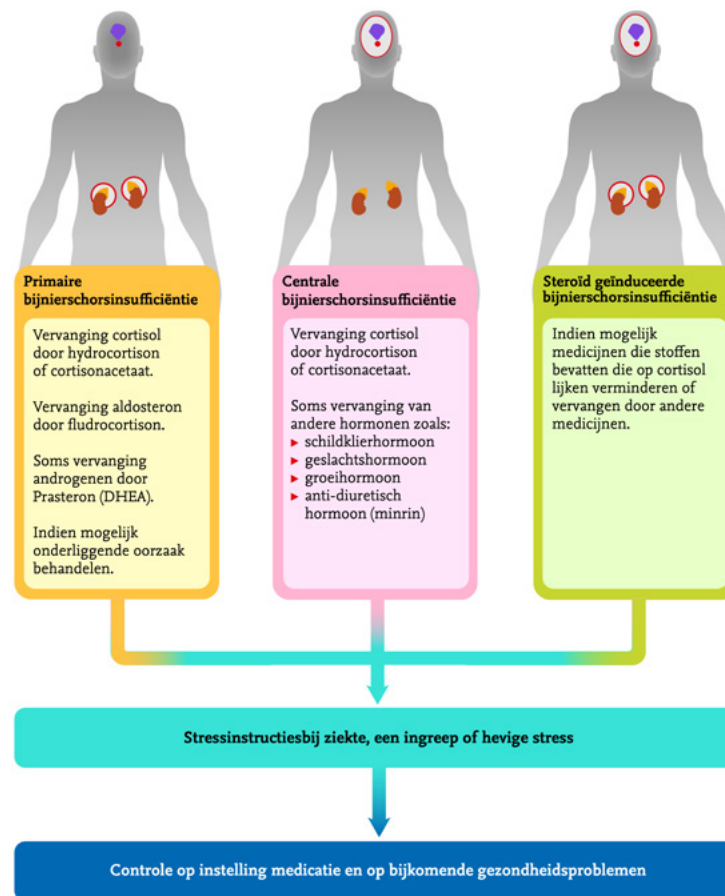 Primaire
bijnierschorsinsufficiëntie
Vervanging cortisol
door hydrocortison
of cortisonacetaat.
Vervanging aldosteron
door fludrocortison.
Soms vervanging
androgenen door
Prasteron (DHEA).
Indien mogelijk
onderliggende oorzaak
behandelen.
Centrale
bijnierschorsinsufficiëntie
Vervanging cortisol
door hydrocortison
of cortisonacetaat.
Soms vervanging van
andere hormonen zoals:
▶ schildklierhormoon
▶ geslachtshormoon
▶ groeihormoon
▶ anti-diuretisch
hormoon (minrin)
Steroïd geïnduceerde
bijnierschorsinsufficiëntie
Indien mogelijk
medicijnen die stoffen
bevatten die op cortisol
lijken verminderen of
vervangen door andere
medicijnen.
Stressinstructiesbij ziekte, een ingreep of hevige stress
Controle op instelling medicatie en op bijkomende gezondheidsproblemen